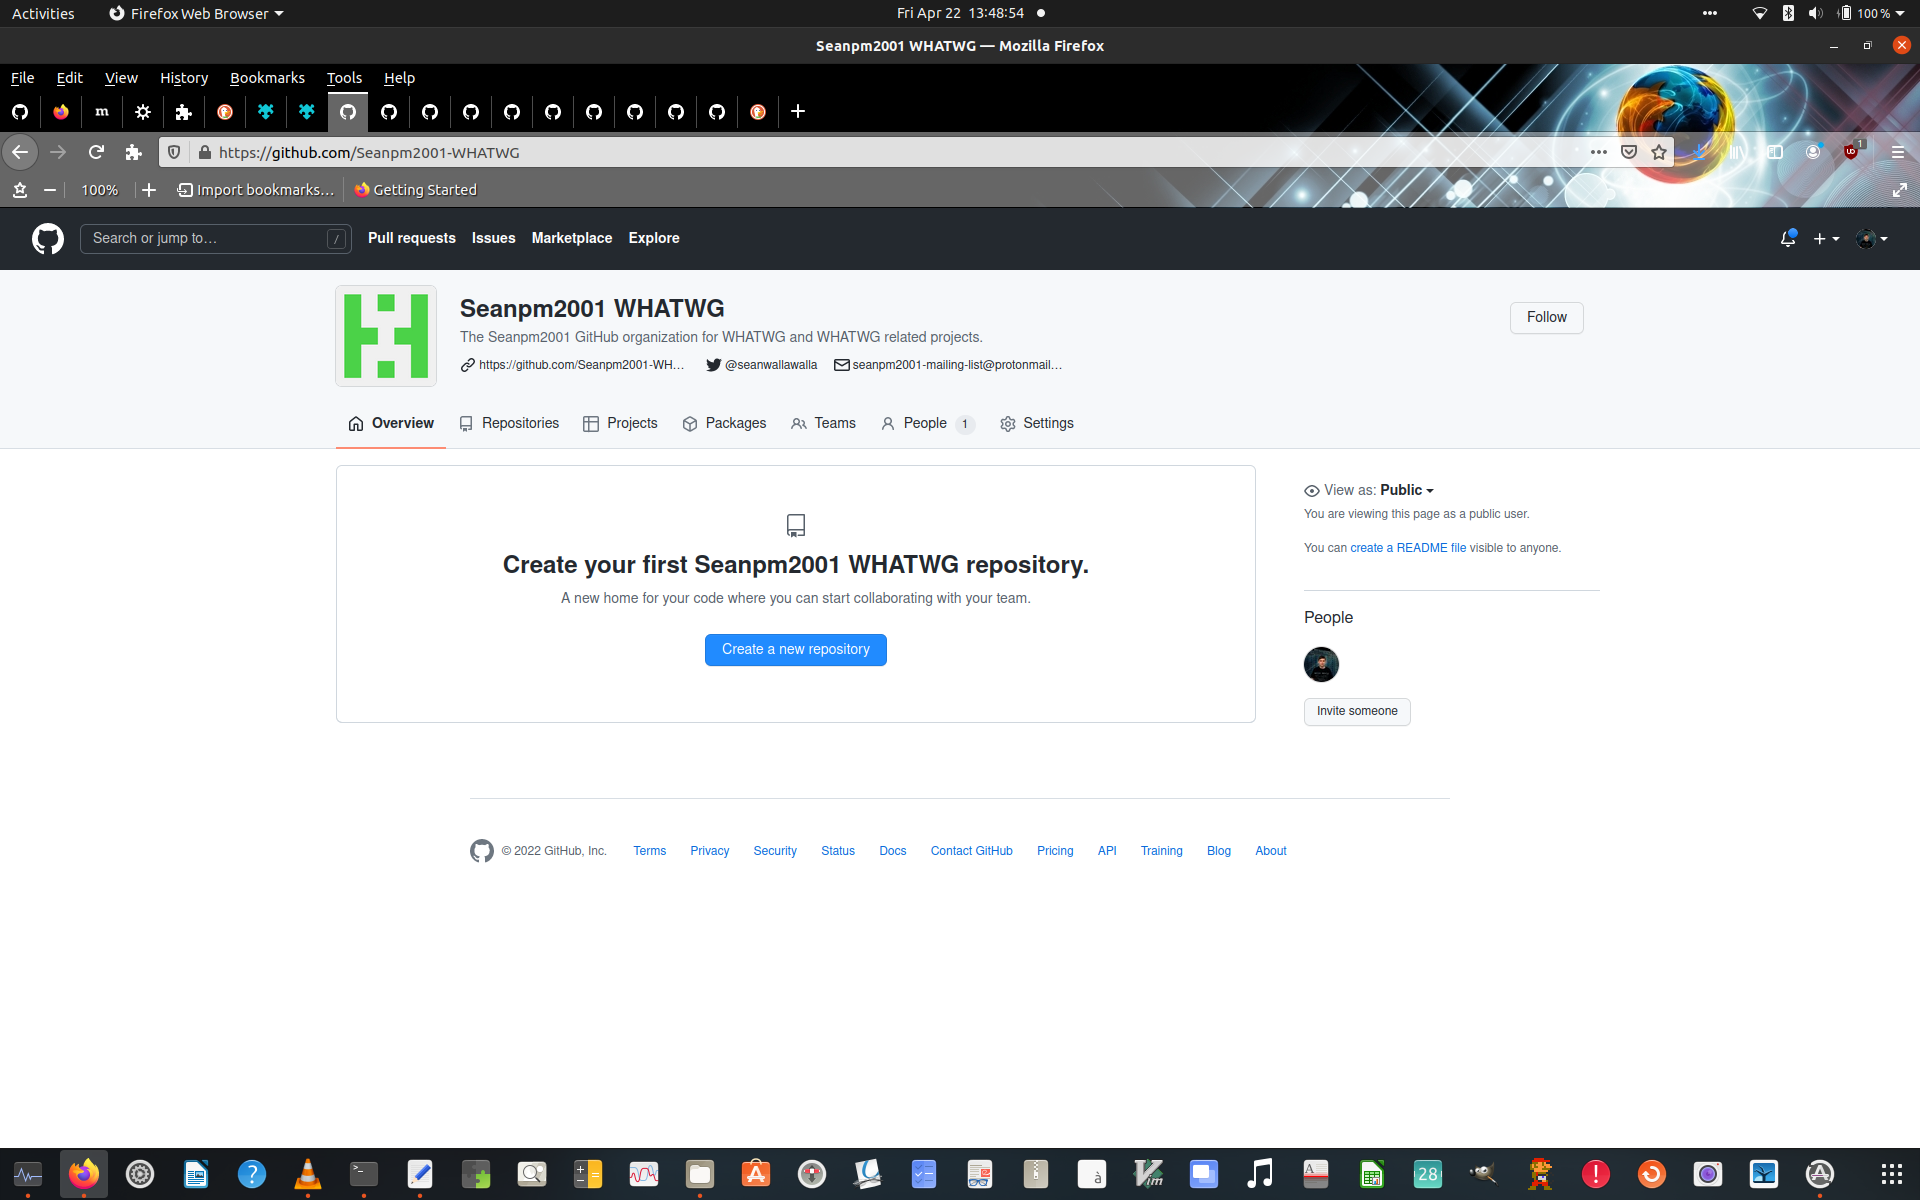 Activities Firefox Web Browser Fri Apr 22 13:48:54 100 %
Seanpm2001 WHATWG — Mozilla Firefox
File Edit View History Bookmarks Tools Help
m
https://github.com/Seanpm2001-WHATWG 1
100% Import bookmarks… Getting Started
Search or jump to… / Pull requests Issues Marketplace Explore
Seanpm2001 WHATWG
Follow
The Seanpm2001 GitHub organization for WHATWG and WHATWG related projects.
https://github.com/Seanpm2001-WH… @seanwallawalla seanpm2001-mailing-list@protonmail…
Overview Repositories Projects Packages Teams People 1 Settings
View as: Public
You are viewing this page as a public user.
You can create a README file visible to anyone.
Create your first Seanpm2001 WHATWG repository.
A new home for your code where you can start collaborating with your team.
Create a new repository
People
Invite someone
© 2022 GitHub, Inc. Terms Privacy Security Status Docs Contact GitHub Pricing API Training Blog About
? >_ à Vim A 28 !